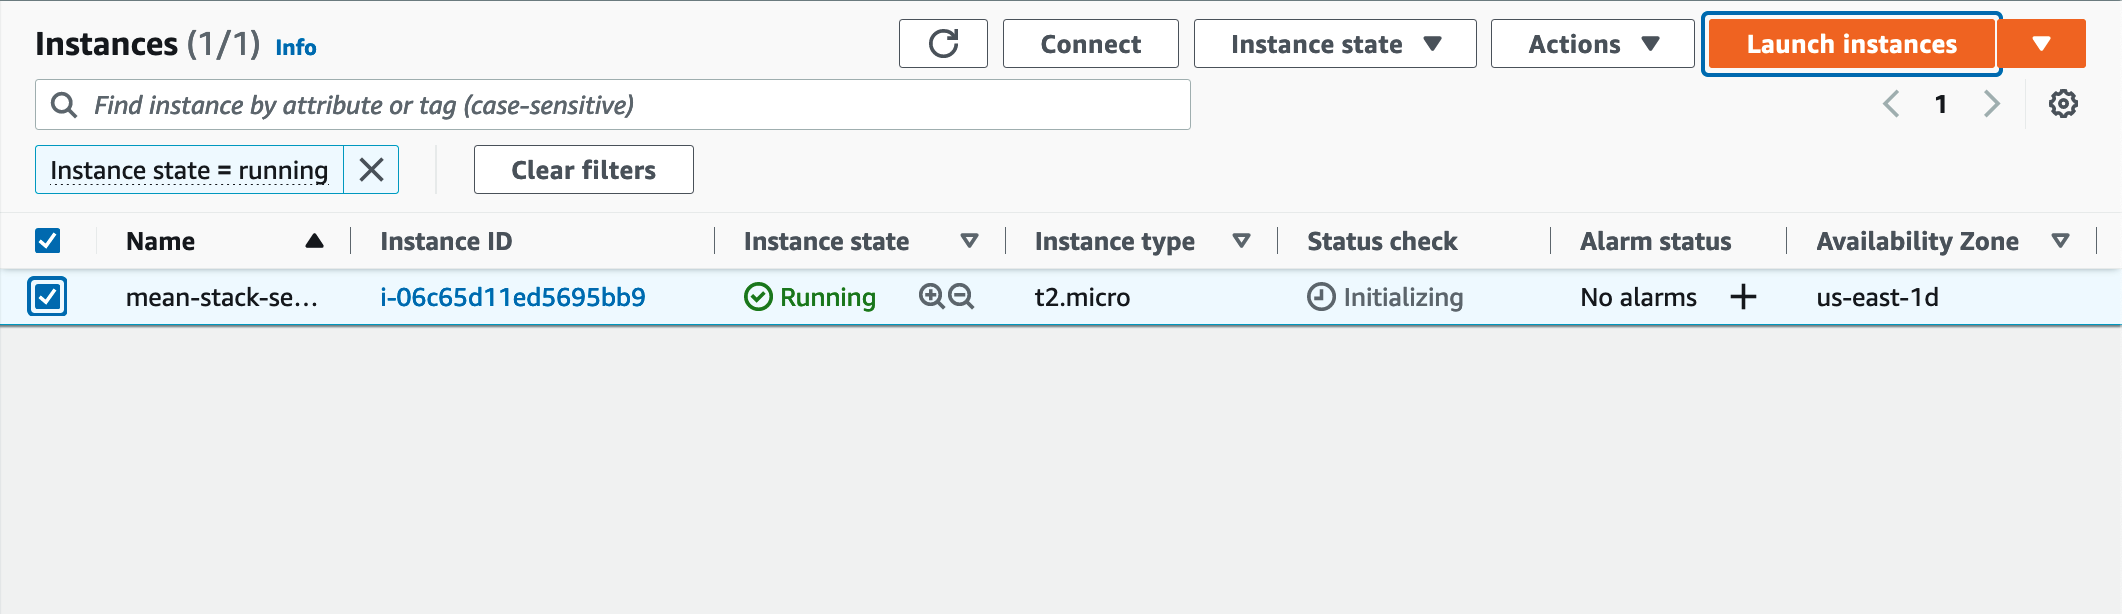 Instances (1/1) Info Connect Instance state Actions Launch instances
Find instance by attribute or tag (case-sensitive) 1
Instance state = running Clear filters
Name Instance ID Instance state Instance type Status check Alarm status Availability Zone
mean-stack-se... i-06c65d11ed5695bb9 Running t2.micro Initializing No alarms us-east-1d